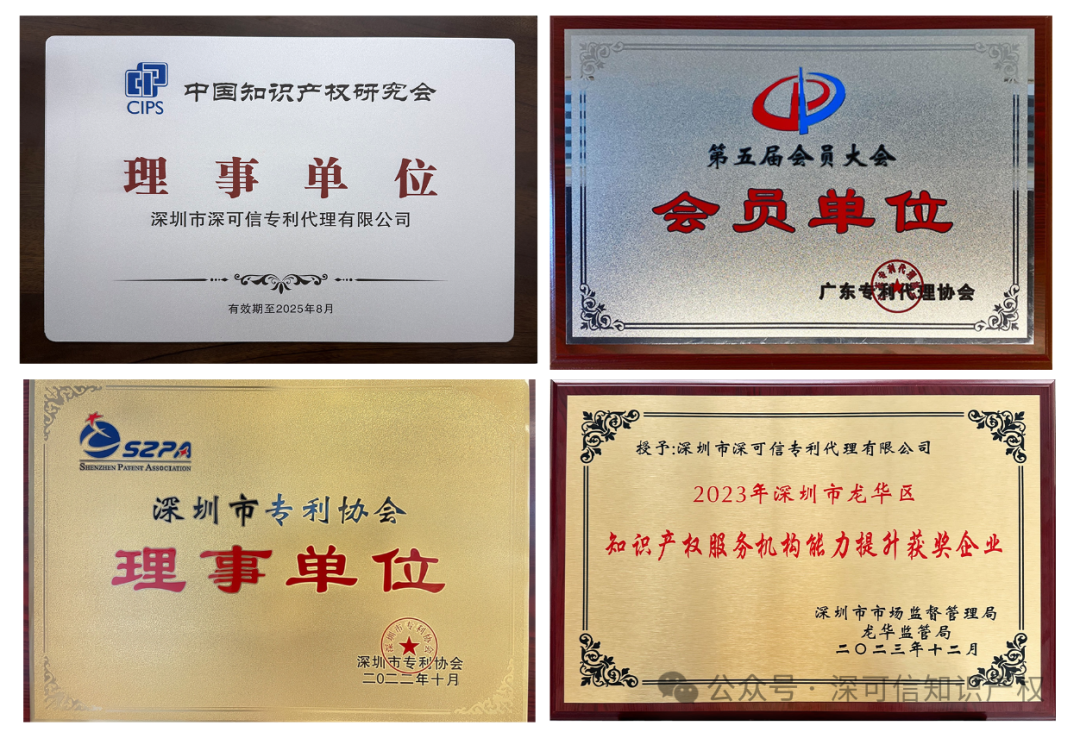 CIPS
中国知识产权研究会
理事单位
深圳市深可信专利代理有限公司
有效期至2025年8月
第五届会员大会
会员单位
广东专利代理协会
SZPA
SHENZHEN PATENT ASSOCIATION
深圳市专利协会
理事单位
深圳市专利协会
深圳市专利协会
二〇二二年十月
授予:深圳市深可信专利代理有限公司
2023年深圳市龙华区
知识产权服务机构能力提升获奖企业
深圳市市场监督管理局
龙华监管局
二〇二三年十二月
公众号·深可信知识产权